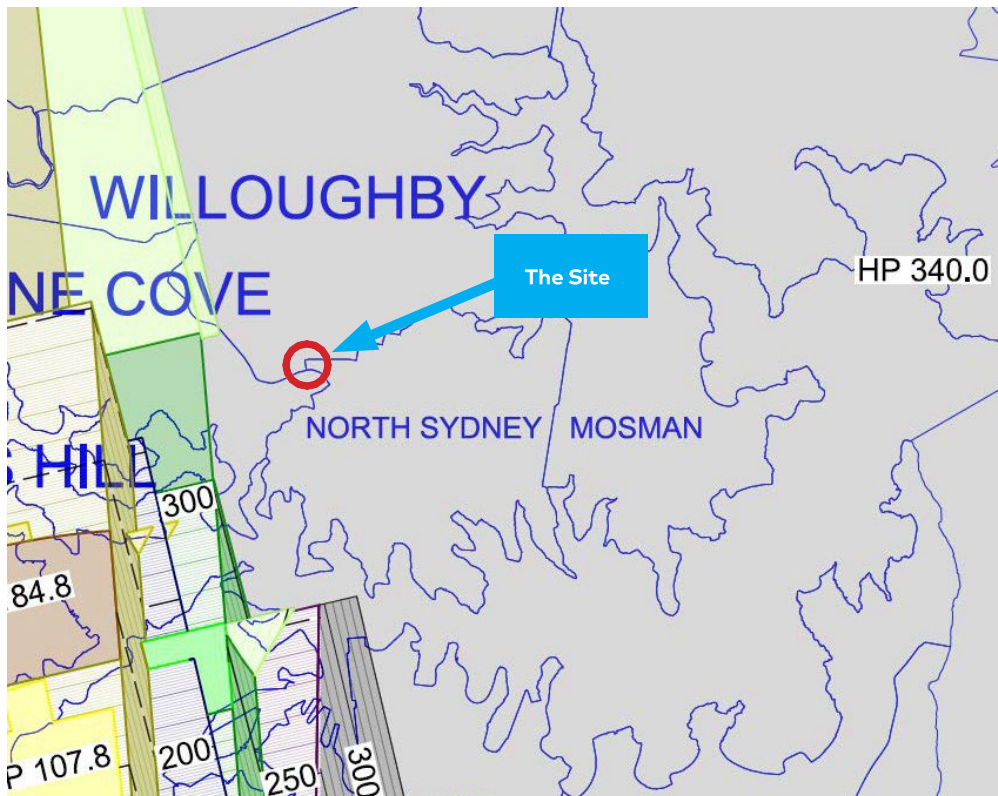 WILLOUGHBY
The Site
HP 340.0
NE COVE
NORTH SYDNEY
MOSMAN
S HILL
300
84.8
P 107.8
200
250
300